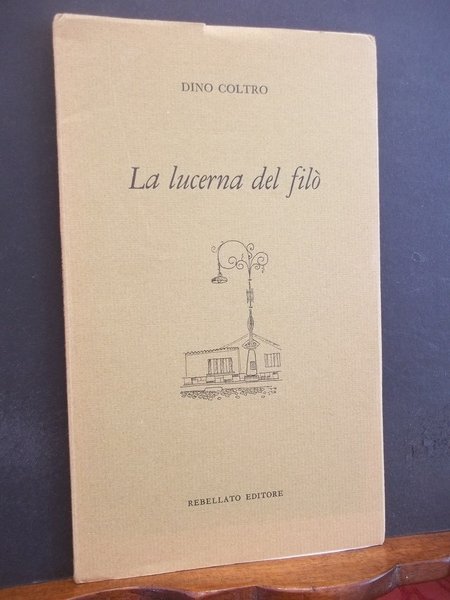 DINO COLTRO
La lucerna del filò
REBELLATO EDITORE